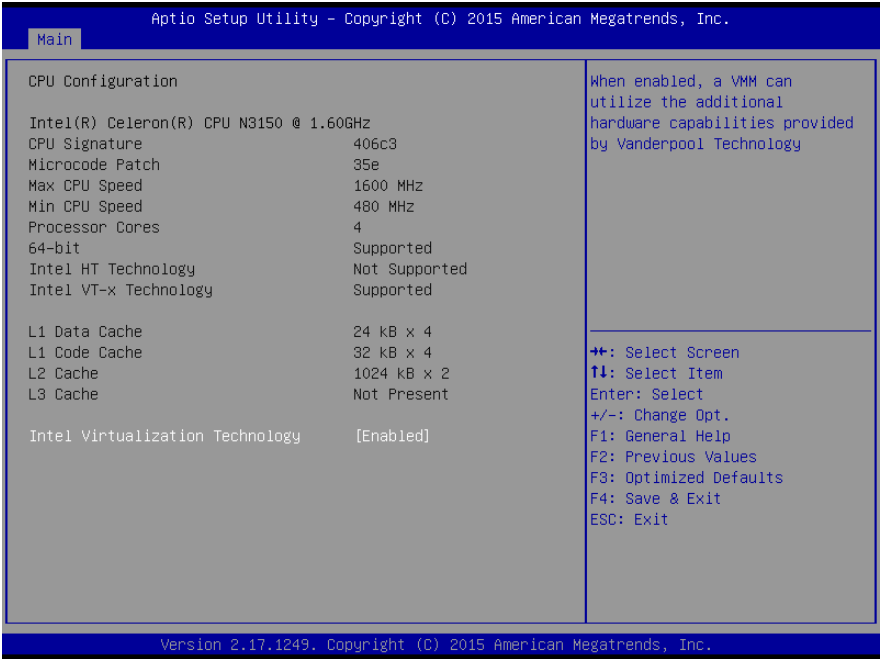 Aptio Setup Utility – Copyright (C) 2015 American Megatrends, Inc.
Main
CPU Configuration
Intel(R) Celeron(R) CPU N3150 @ 1.60GHz
CPU Signature 406c3
Microcode Patch 35e
Max CPU Speed 1600 MHz
Min CPU Speed 480 MHz
Processor Cores 4
64-bit Supported
Intel HT Technology Not Supported
Intel VT-x Technology Supported
L1 Data Cache 24 kB x 4
L1 Code Cache 32 kB x 4
L2 Cache 1024 kB x 2
L3 Cache Not Present
Intel Virtualization Technology [Enabled]
When enabled, a VMM can
utilize the additional
hardware capabilities provided
by Vanderpool Technology
→←: Select Screen
↑↓: Select Item
Enter: Select
+/-: Change Opt.
F1: General Help
F2: Previous Values
F3: Optimized Defaults
F4: Save & Exit
ESC: Exit
Version 2.17.1249. Copyright (C) 2015 American Megatrends, Inc.